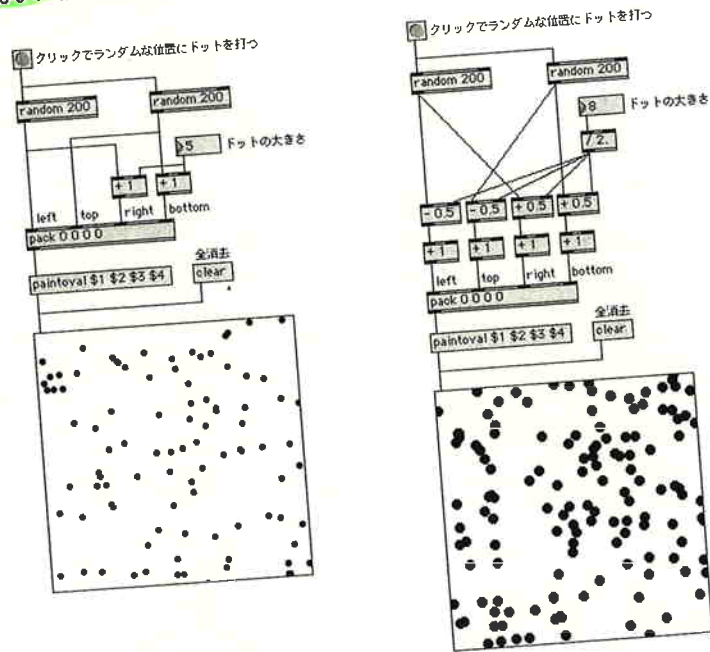 クリックでランダムな位置にドットを打つ
random 200
random 200
5
ドットの大きさ
+ 1
+ 1
left
top
right
bottom
pack 0 0 0 0
paintoval $1 $2 $3 $4
全消去
clear
クリックでランダムな位置にドットを打つ
random 200
random 200
8
ドットの大きさ
/ 2.
- 0.5
- 0.5
+ 0.5
+ 0.5
+ 1
+ 1
+ 1
+ 1
left
top
right
bottom
pack 0 0 0 0
paintoval $1 $2 $3 $4
全消去
clear